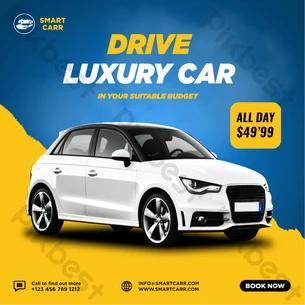 SMART
CARR
DRIVE
LUXURY CAR
IN YOUR SUITABLE BUDGET
ALL DAY
$49'99
Call to find out more
+123 456 789 1212
INFO@SMARTCARR.COM
WWW.SMARTCARR.COM
BOOK NOW